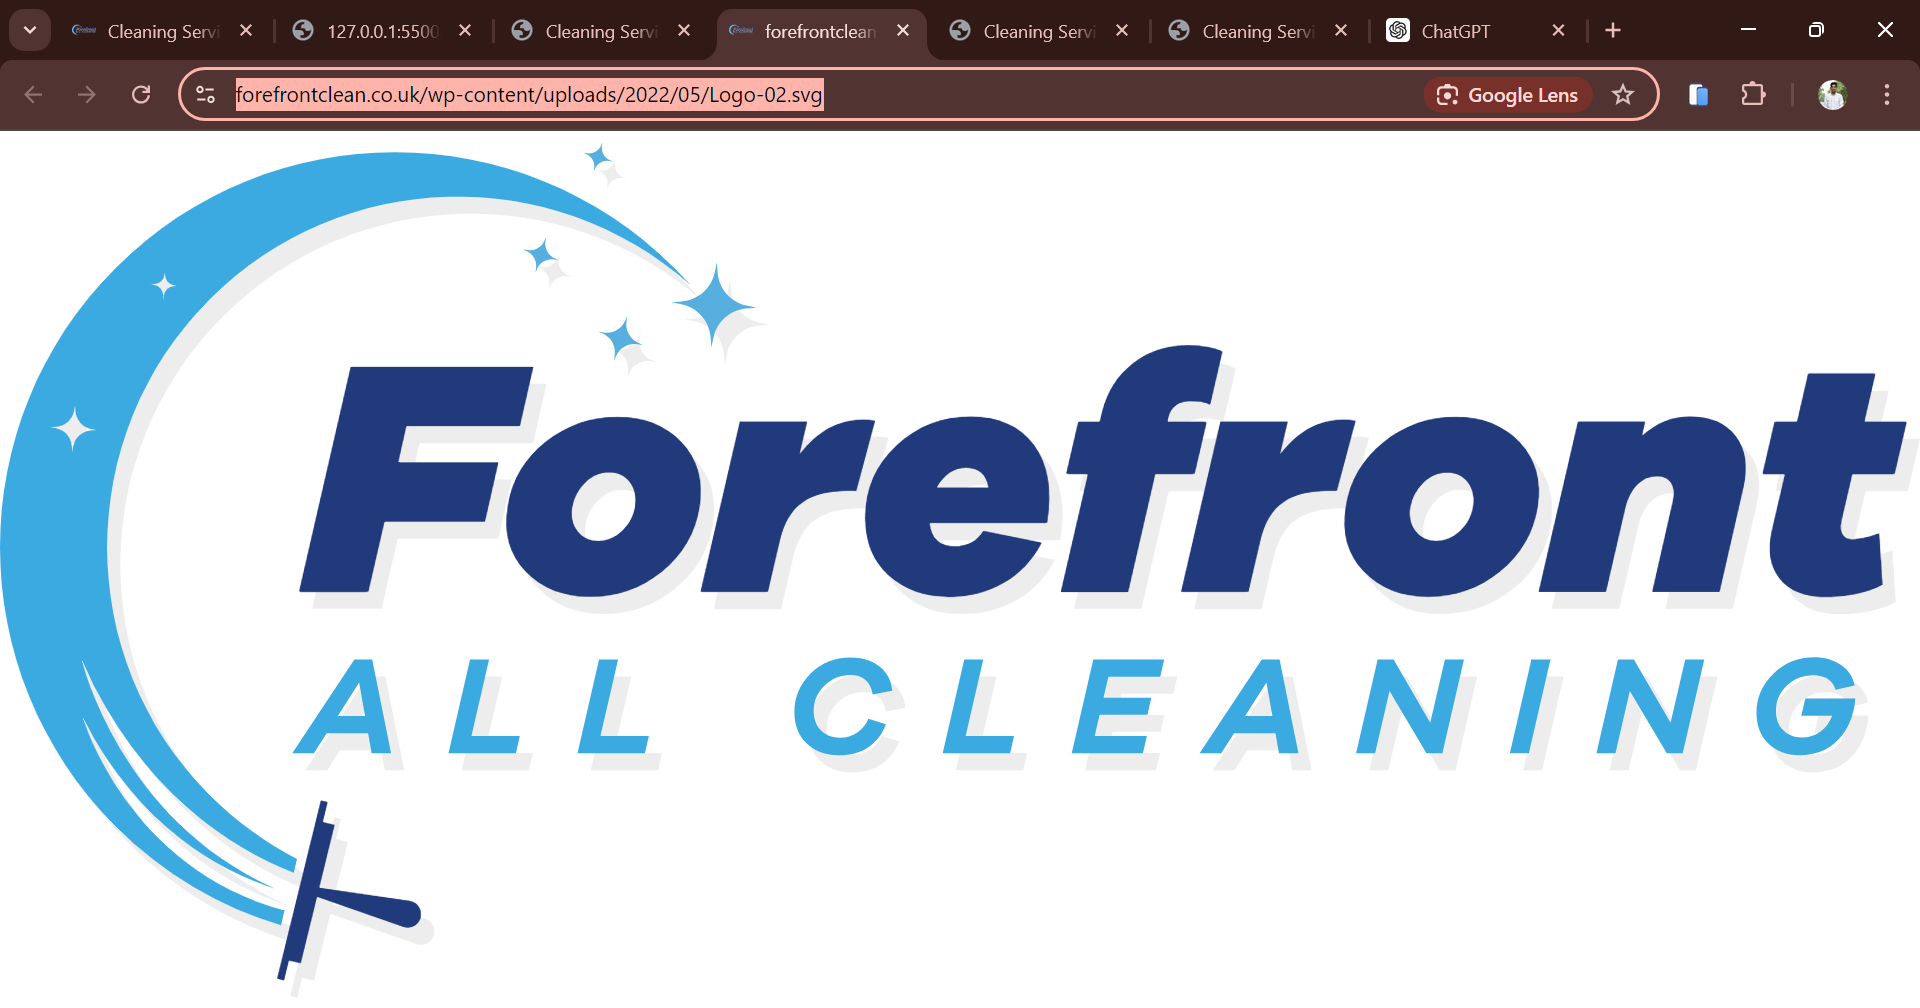 Cleaning Servi
127.0.0.1:5500
Cleaning Servi
forefrontclean
Cleaning Servi
Cleaning Servi
ChatGPT
forefrontclean.co.uk/wp-content/uploads/2022/05/Logo-02.svg
Google Lens
Forefront
ALL CLEANING